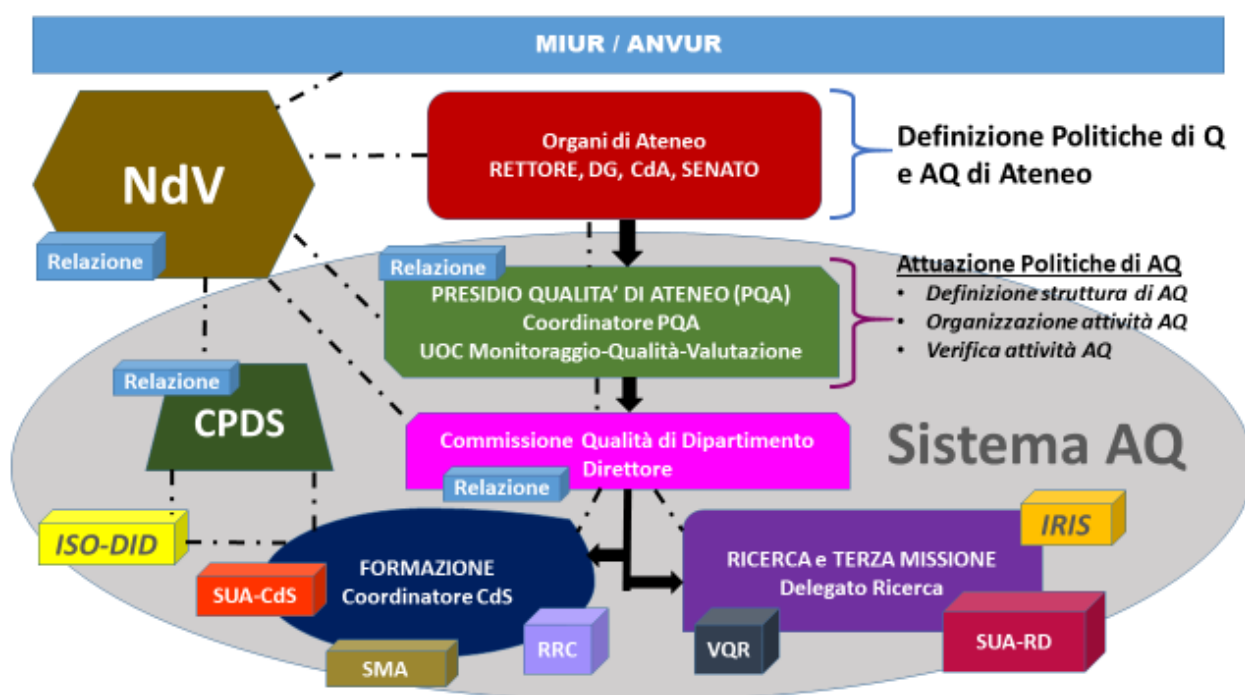 MIUR / ANVUR
NdV
Relazione
Organi di Ateneo
RETTORE, DG, CdA, SENATO
Definizione Politiche di Q
e AQ di Ateneo
Relazione
PRESIDIO QUALITA' DI ATENEO (PQA)
Coordinatore PQA
UOC Monitoraggio-Qualità-Valutazione
Attuazione Politiche di AQ
• Definizione struttura di AQ
• Organizzazione attività AQ
• Verifica attività AQ
Relazione
CPDS
Commissione Qualità di Dipartimento
Direttore
Relazione
Sistema AQ
ISO-DID
SUA-CdS
FORMAZIONE
Coordinatore CdS
SMA
RRC
RICERCA e TERZA MISSIONE
Delegato Ricerca
IRIS
VQR
SUA-RD